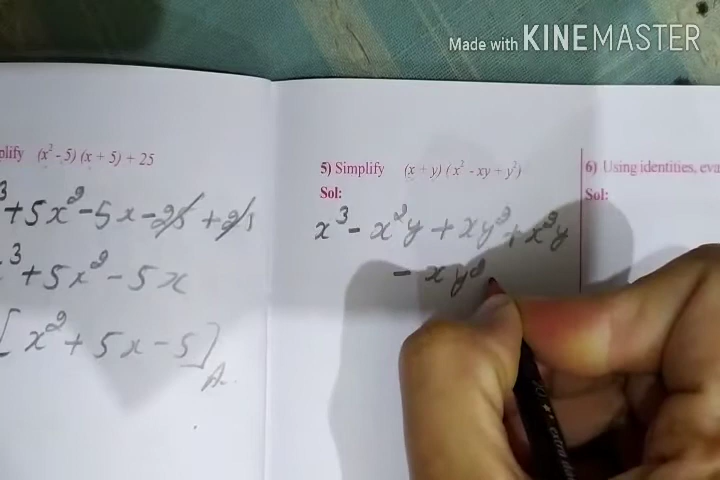 Made with KINEMASTER
plify (x² - 5) (x + 5) + 25
³ + 5x² - 5x - 25 + 25
³ + 5x² - 5x
[x² + 5x - 5] A.
5) Simplify (x + y) (x² - xy + y²)
Sol:
x³ - x²y + xy² + x²y
- xy²
6) Using identities, eva
Sol: